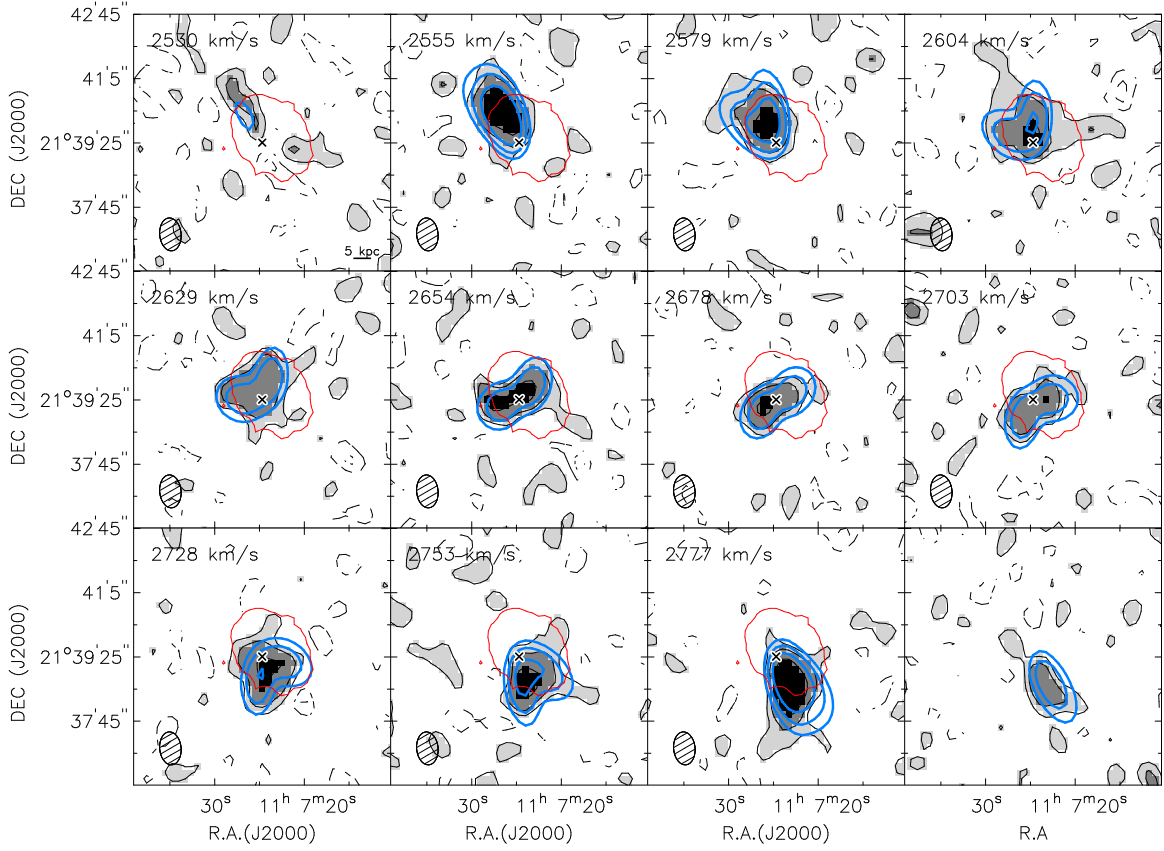 42°45'
2530 km/s
2555 km/s
2579 km/s
2604 km/s
41'5"
DEC (J2000)
21°39'25"
37'45"
5 kpc
42'45"
2629 km/s
2654 km/s
2678 km/s
2703 km/s
41'5"
DEC (J2000)
21°39'25"
37'45"
42'45"
2728 km/s
2753 km/s
2777 km/s
41'5"
DEC (J2000)
21°39'25"
37'45"
30s 11h 7m20s
30s 11h 7m20s
30s 11h 7m20s
30s 11h 7m20s
R.A.(J2000)
R.A.(J2000)
R.A.(J2000)
R.A